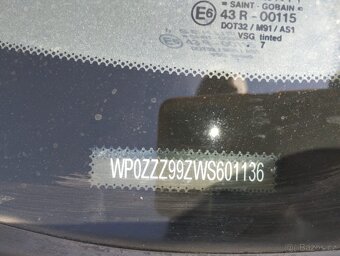 = SAINT - GOBAIN =
E6 43 R - 00115
DOT32 / M91 / AS1
VSG tinted
7
WP0ZZZ99ZWS601136